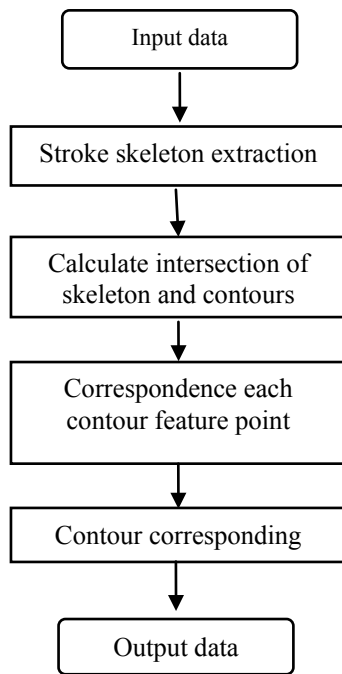 Input data
Stroke skeleton extraction
Calculate intersection of
skeleton and contours
Correspondence each
contour feature point
Contour corresponding
Output data